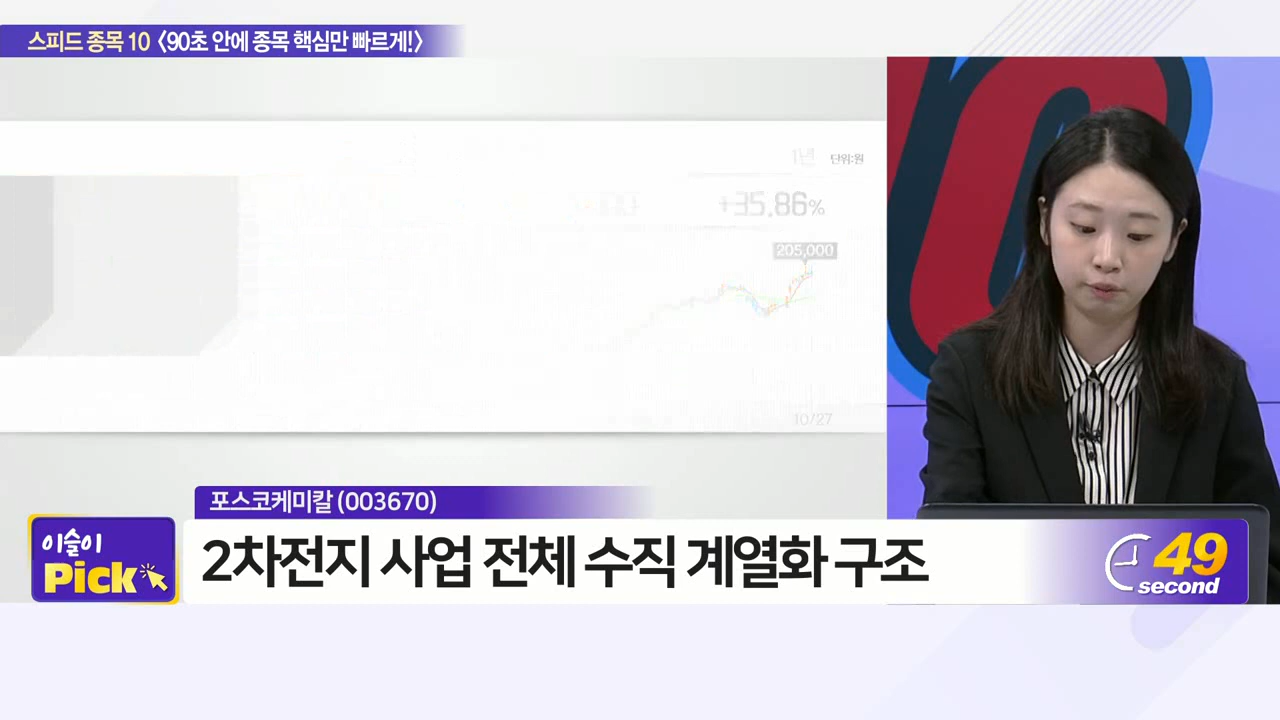 스피드 종목 10 <90초 안에 종목 핵심만 빠르게!>
1년 단위:원
+35.86%
205,000
10/27
포스코케미칼 (003670)
이슬이
Pick
2차전지 사업 전체 수직 계열화 구조
49
second